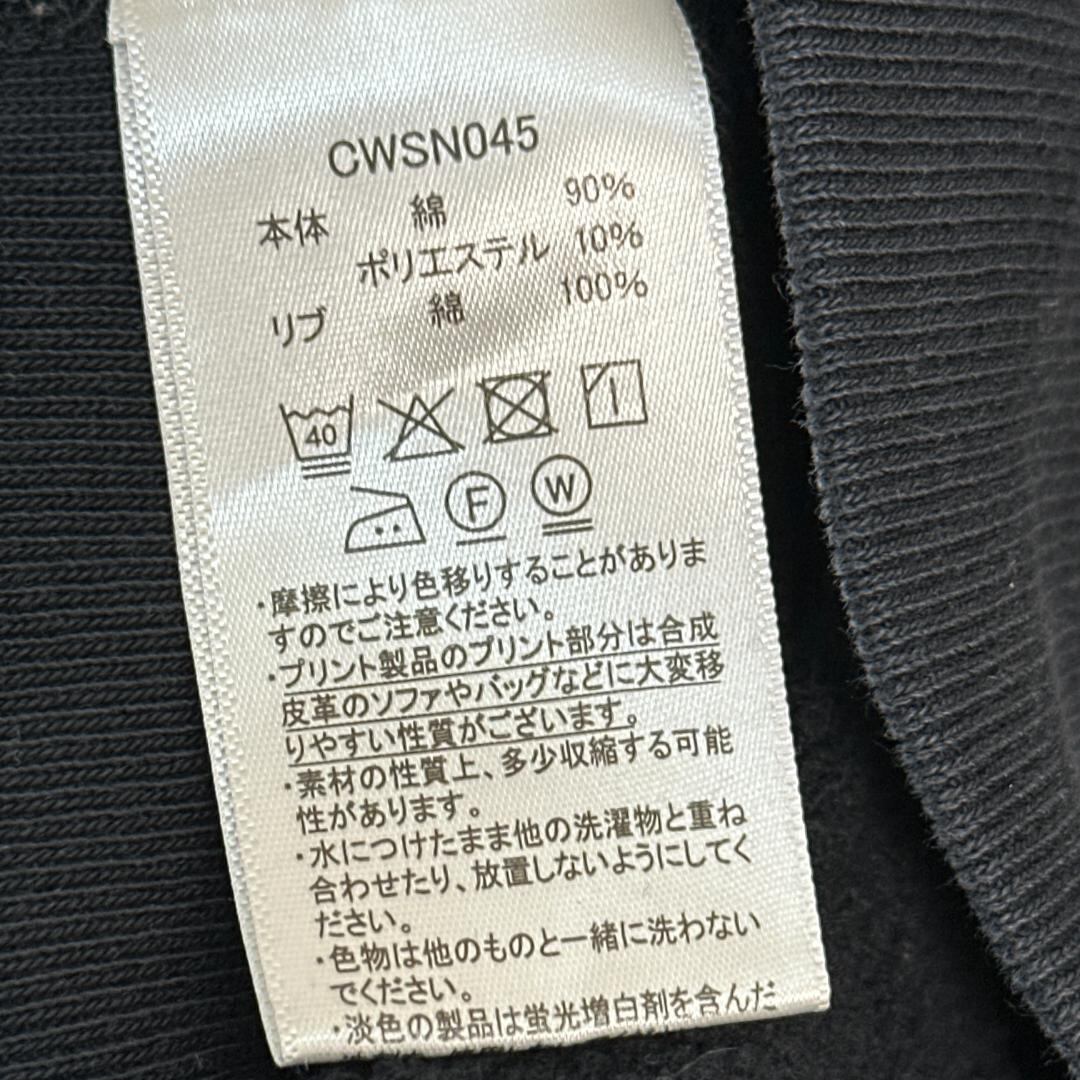 CWSN045
本体 綿 90%
ポリエステル 10%
リブ 綿 100%
40
F W
・摩擦により色移りすることがありま
すのでご注意ください。
・プリント製品のプリント部分は合成
皮革のソファやバッグなどに大変移
りやすい性質がございます。
・素材の性質上、多少収縮する可能
性があります。
・水につけたまま他の洗濯物と重ね
合わせたり、放置しないようにしてく
ださい。
・色物は他のものと一緒に洗わない
でください。
・淡色の製品は蛍光増白剤を含んだ